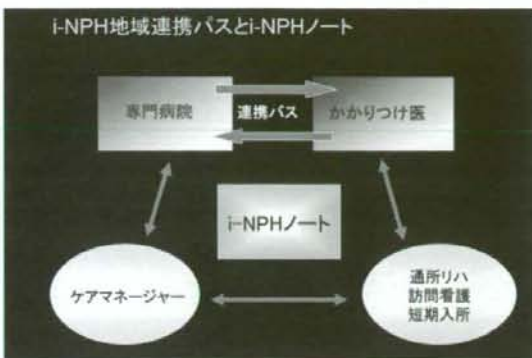 i-NPH地域連携パスとi-NPHノート
専門病院
連携パス
かかりつけ医
i-NPHノート
ケアマネージャー
通所リハ
訪問看護
短期入所